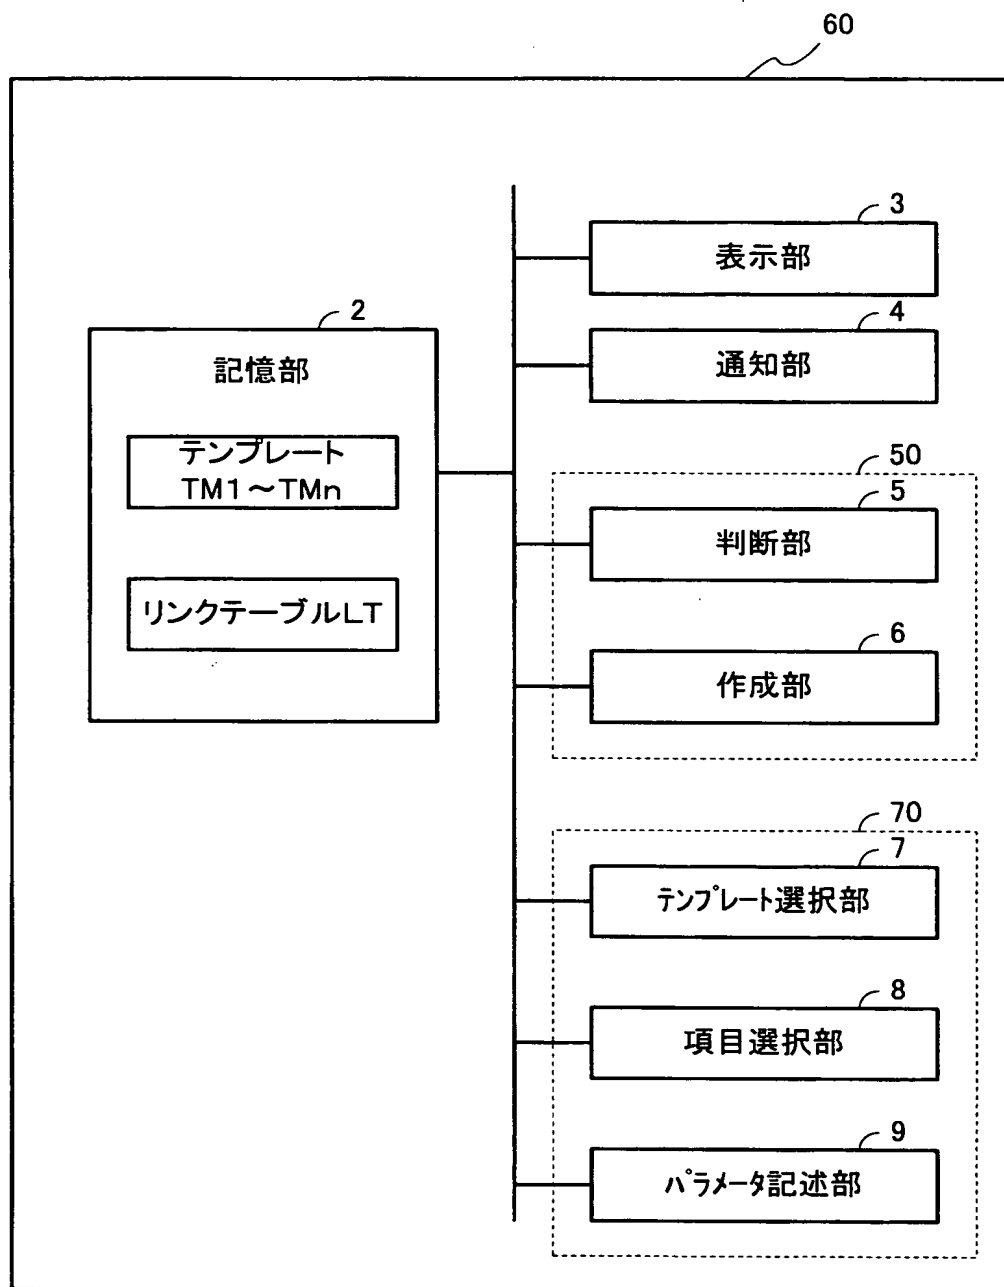 60
3
表示部
2
4
記憶部
通知部
テンプレート
TM1～TMn
50
5
判断部
リンクテーブルLT
6
作成部
70
7
ﾃﾝﾌﾟﾚｰﾄ選択部
8
項目選択部
9
ﾊﾟﾗﾒｰﾀ記述部